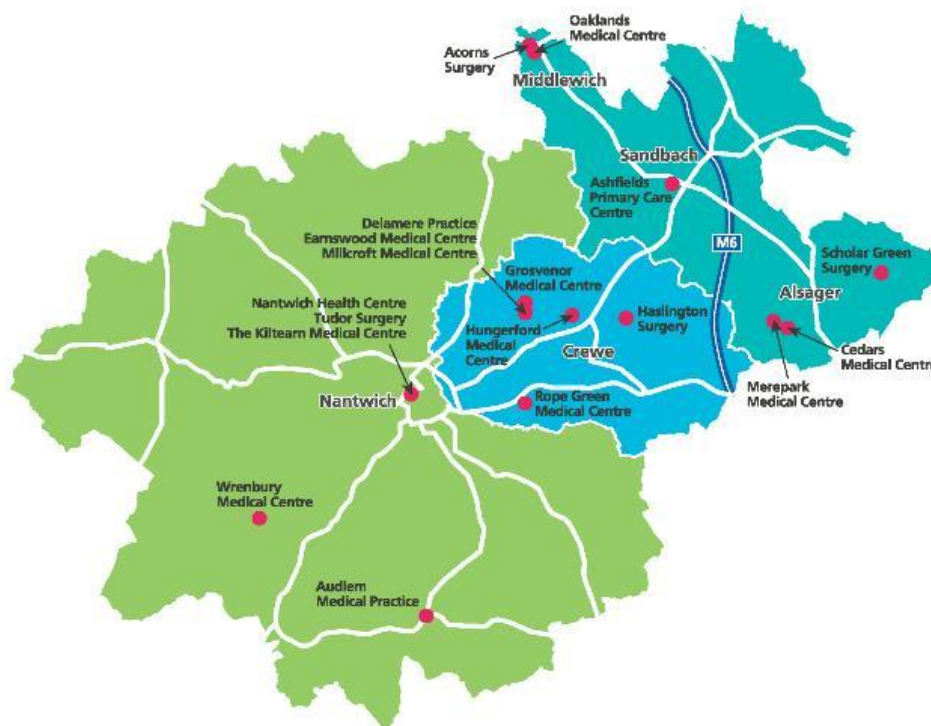 Oaklands
Medical Centre
Acorns
Surgery
Middlewich
Sandbach
Ashfields
Primary Care
Centre
Delamere Practice
Earnswood Medical Centre
Millcroft Medical Centre
M6
Scholar Green
Surgery
Grosvenor
Medical Centre
Alsager
Nantwich Health Centre
Tudor Surgery
The Kiltearn Medical Centre
Haslington
Surgery
Hungerford
Medical
Centre
Crewe
Cedars
Medical Centre
Merepark
Medical Centre
Nantwich
Rope Green
Medical Centre
Wrenbury
Medical Centre
Audlem
Medical Practice